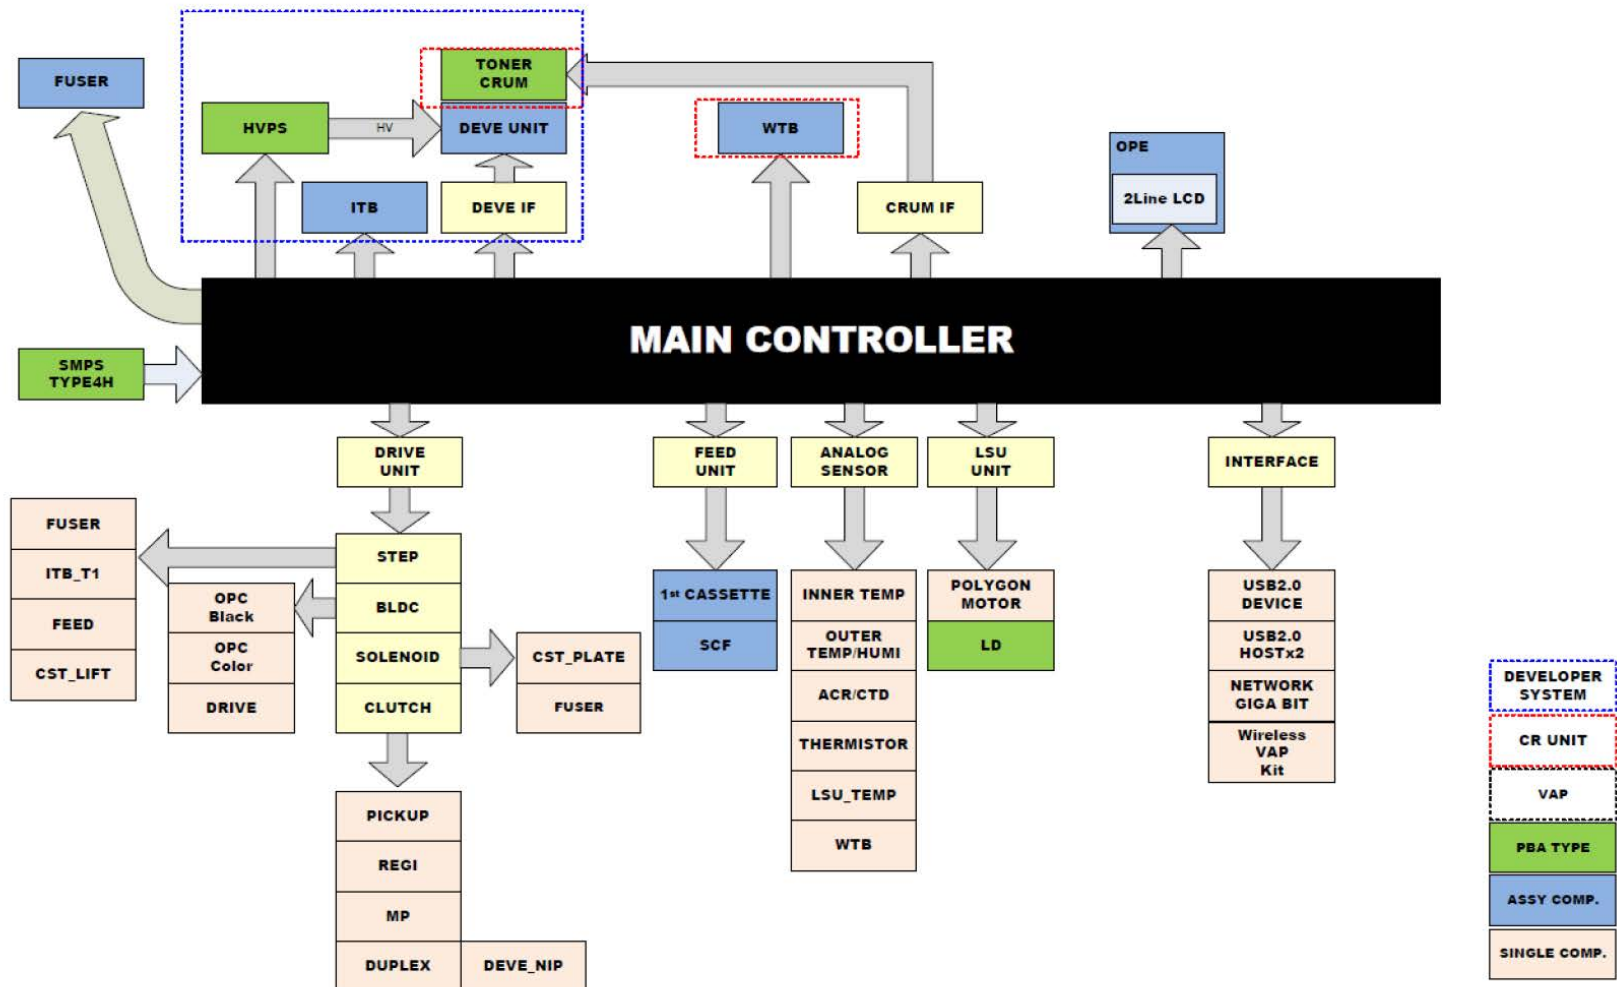 TONER
CRUM
FUSER
HVPS
HV
DEVE UNIT
WTB
OPE
2Line LCD
ITB
DEVE IF
CRUM IF
MAIN CONTROLLER
SMPS
TYPE4H
DRIVE
UNIT
FEED
UNIT
ANALOG
SENSOR
LSU
UNIT
INTERFACE
FUSER
ITB_T1
FEED
CST_LIFT
OPC
Black
OPC
Color
DRIVE
STEP
BLDC
SOLENOID
CLUTCH
CST_PLATE
FUSER
PICKUP
REGI
MP
DUPLEX
DEVE_NIP
1st CASSETTE
SCF
INNER TEMP
OUTER
TEMP/HUMI
ACR/CTD
THERMISTOR
LSU_TEMP
WTB
POLYGON
MOTOR
LD
USB2.0
DEVICE
USB2.0
HOSTx2
NETWORK
GIGA BIT
Wireless
VAP
Kit
DEVELOPER
SYSTEM
CR UNIT
VAP
PBA TYPE
ASSY COMP.
SINGLE COMP.